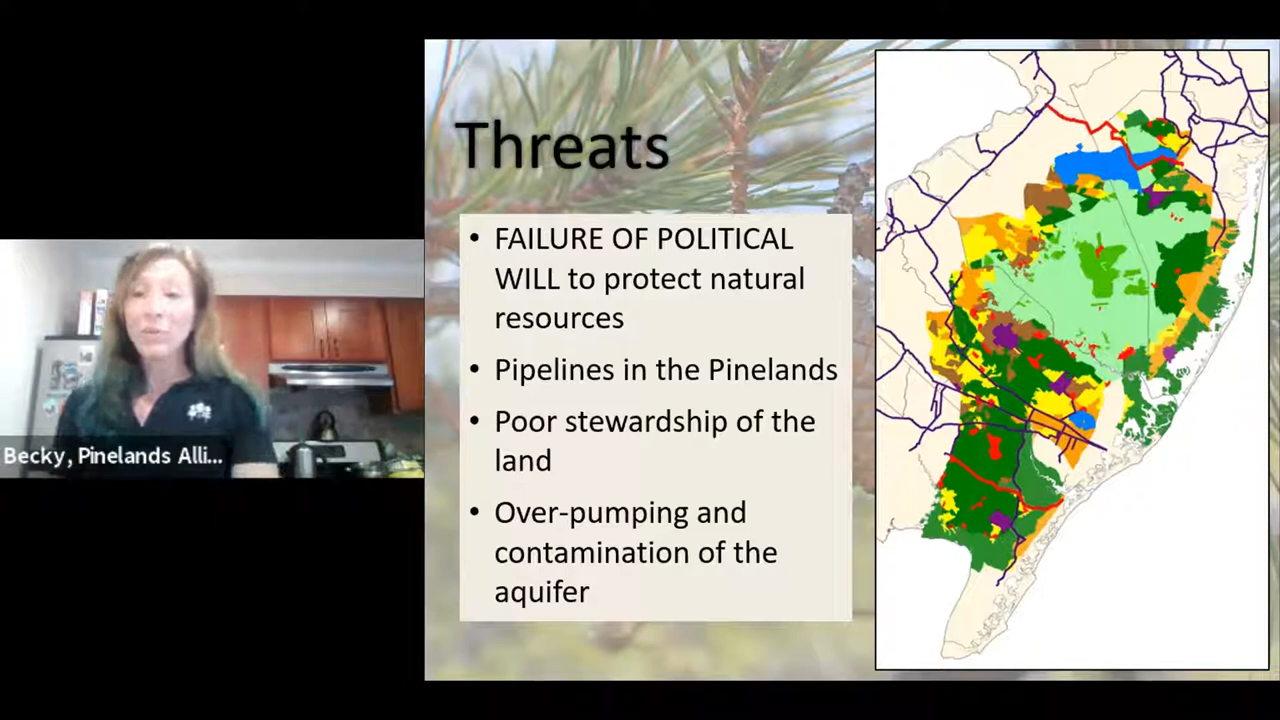 Threats
• FAILURE OF POLITICAL
WILL to protect natural
resources
• Pipelines in the Pinelands
• Poor stewardship of the
land
• Over-pumping and
contamination of the
aquifer
Becky, Pinelands Alli...